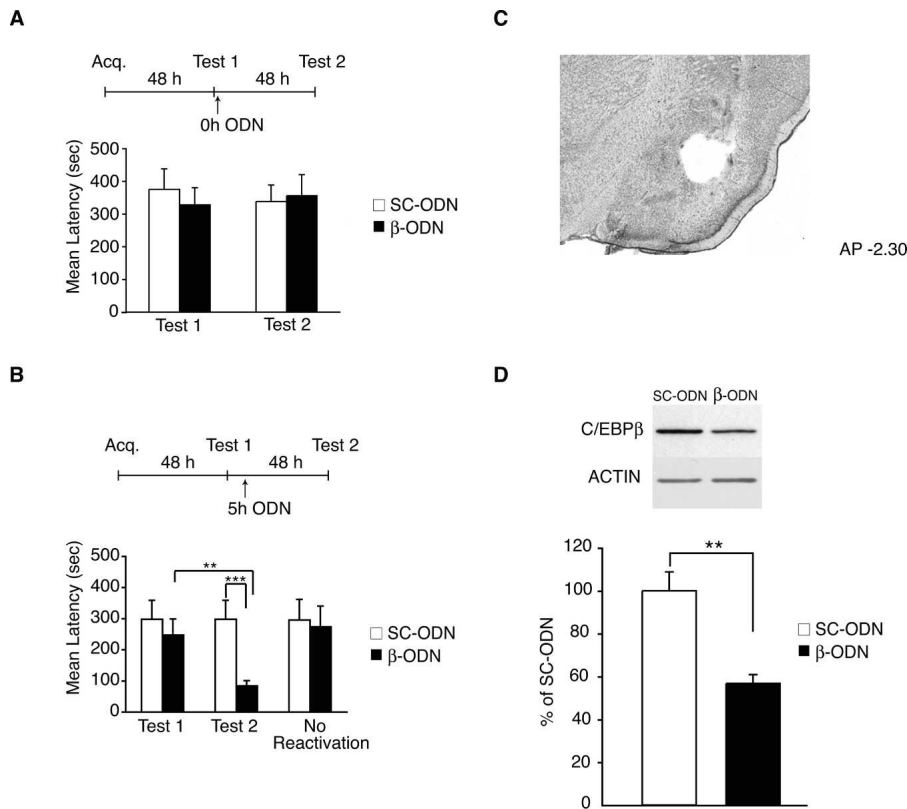 A
Acq. Test 1 Test 2
48 h 48 h
0h ODN
Mean Latency (sec)
500
400
300
200
100
0
Test 1 Test 2
SC-ODN
β-ODN
B
Acq. Test 1 Test 2
48 h 48 h
5h ODN
Mean Latency (sec)
500
400
300
200
100
0
**
***
Test 1 Test 2 No
Reactivation
SC-ODN
β-ODN
C
AP -2.30
D
SC-ODN β-ODN
C/EBPβ
ACTIN
% of SC-ODN
120
100
80
60
40
20
0
**
SC-ODN
β-ODN